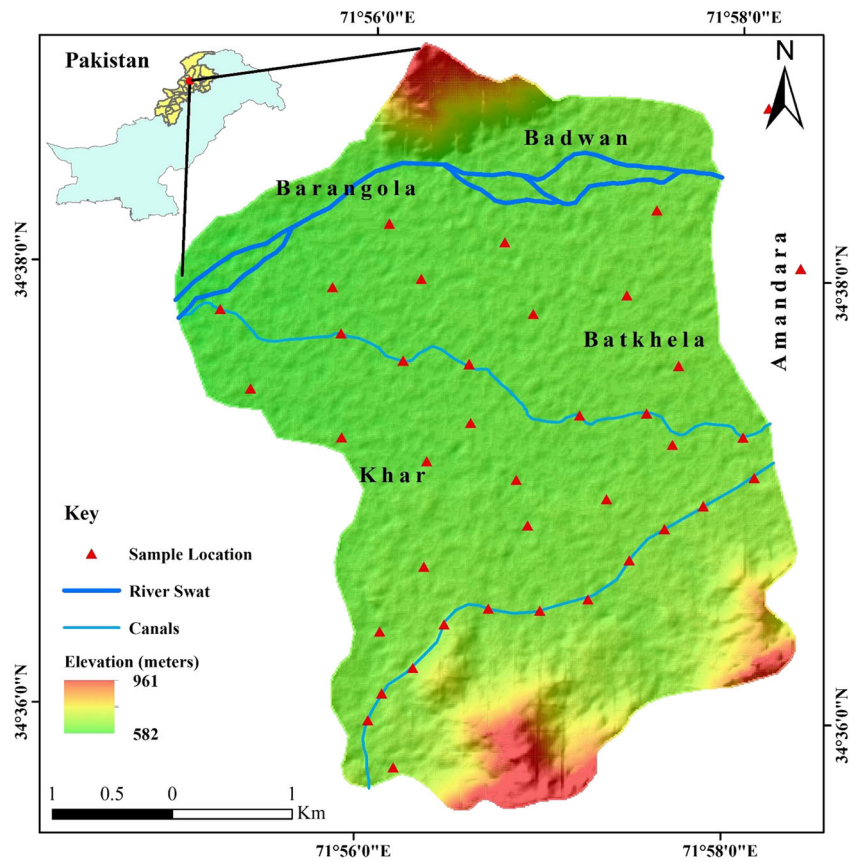 71°56'0"E
71°58'0"E
Pakistan
N
Badwan
Barangola
34°38'0"N
34°38'0"N
Amandara
Batkhela
Khar
Key
Sample Location
River Swat
Canals
Elevation (meters)
961
582
34°36'0"N
34°36'0"N
1 0.5 0 1
Km
71°56'0"E
71°58'0"E